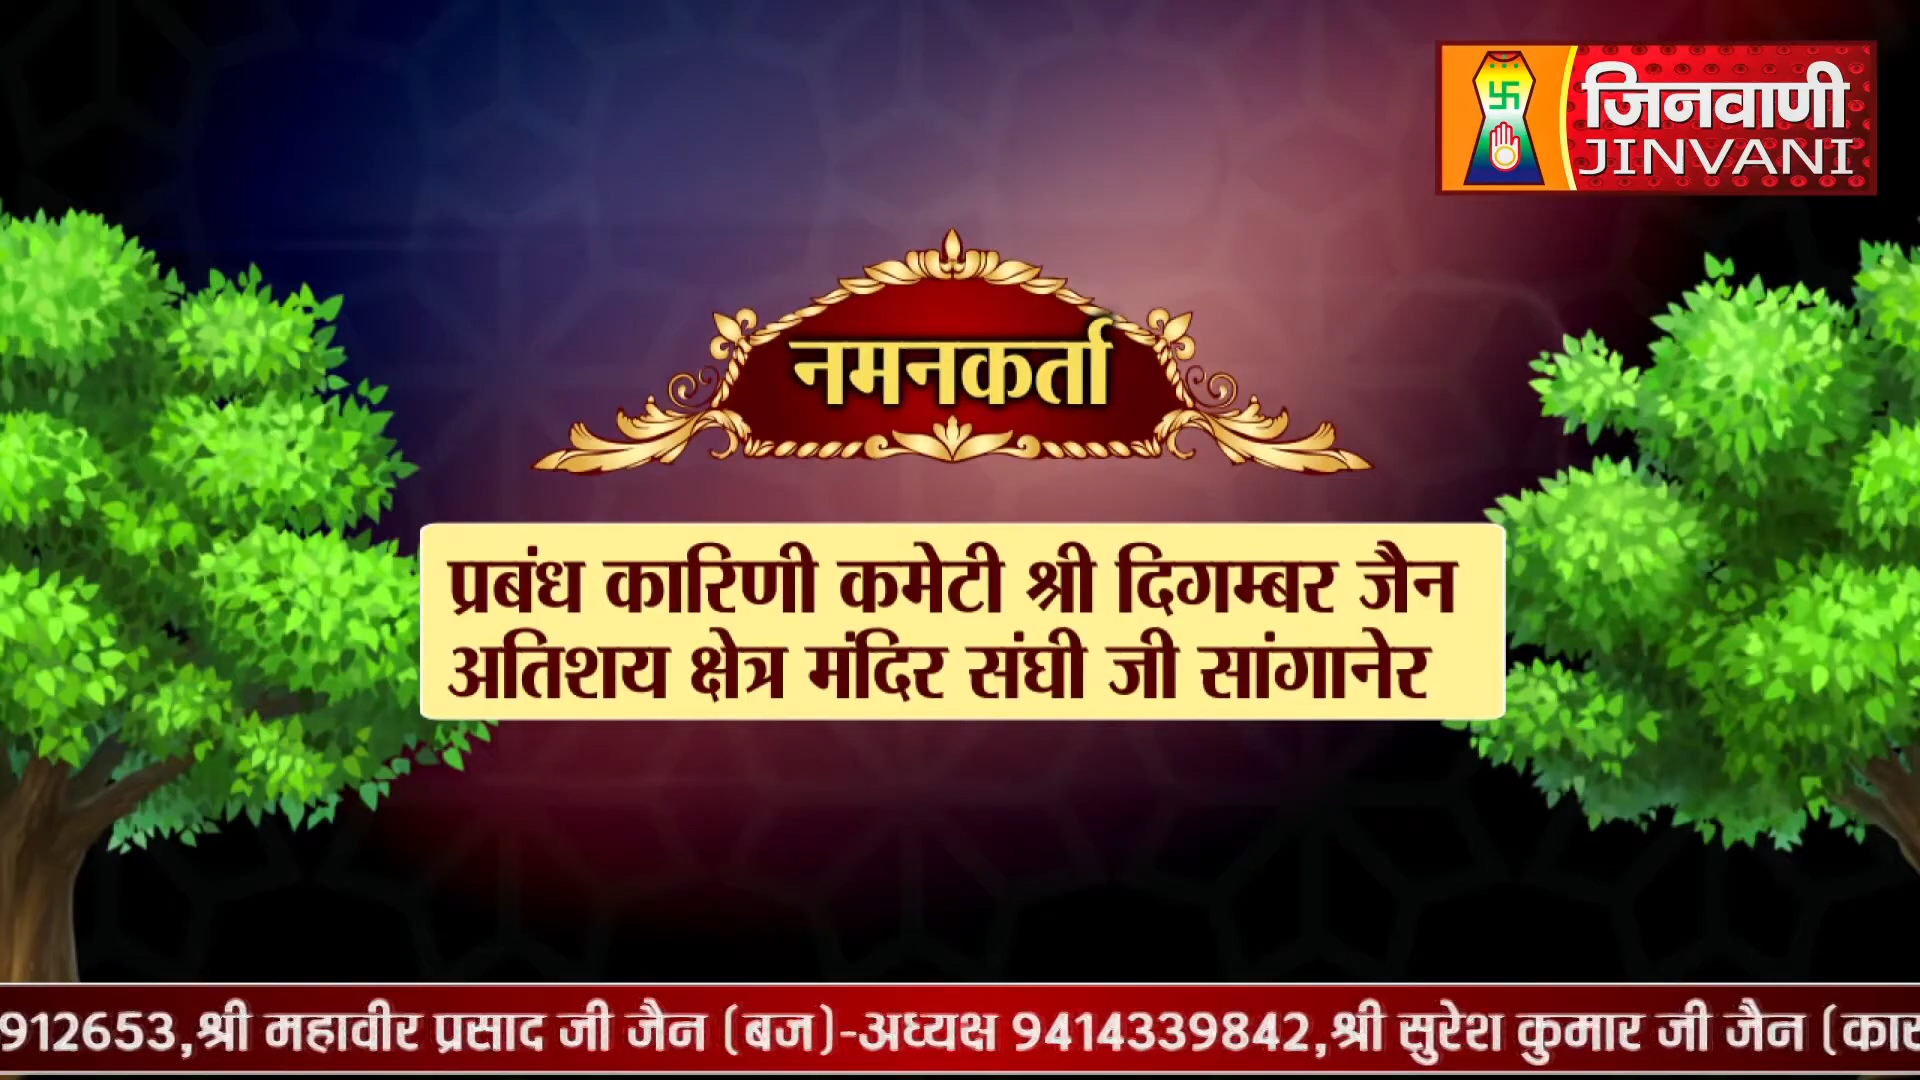 जिनवाणी
JINVANI
नमनकर्ता
प्रबंध कारिणी कमेटी श्री दिगम्बर जैन
अतिशय क्षेत्र मंदिर संघी जी सांगानेर
912653,श्री महावीर प्रसाद जी जैन (बज)-अध्यक्ष 9414339842,श्री सुरेश कुमार जी जैन